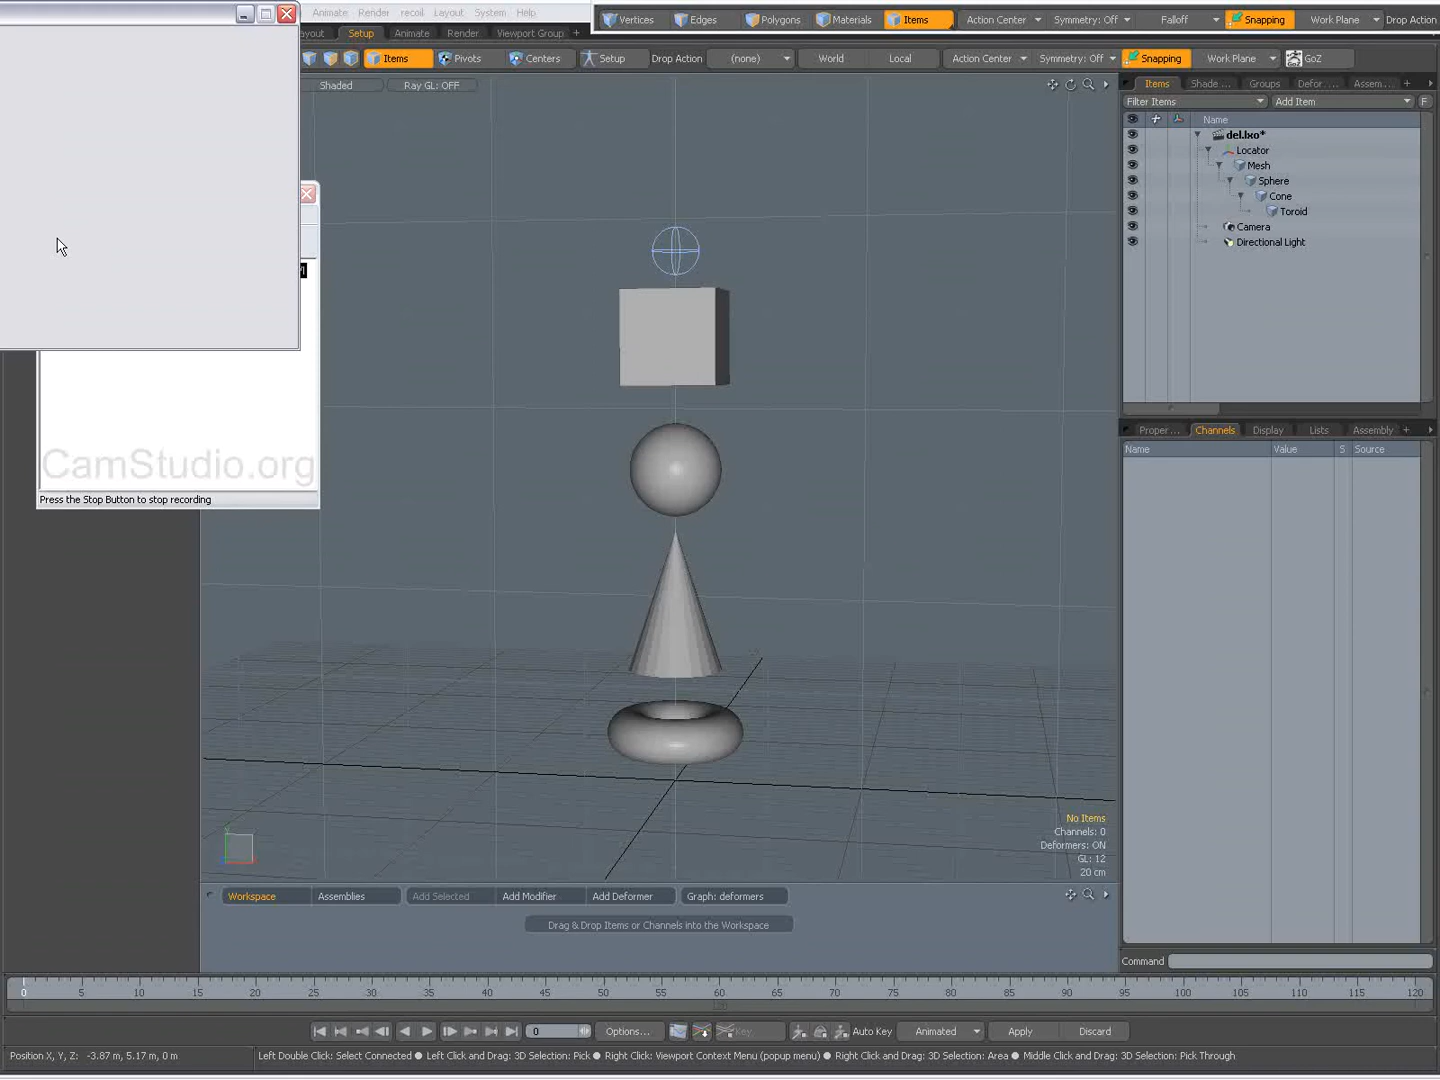 Animate Render recoil Layout System Help
Vertices Edges Polygons Materials Items Action Center Symmetry: Off Falloff Snapping Work Plane Drop Action
Setup Animate Render Viewport Group +
Items Pivots Centers Setup Drop Action (none) World Local Action Center Symmetry: Off Snapping Work Plane GoZ
Shaded Ray GL: OFF
Items Shade... Groups Defor... Assem... +
Filter Items Add Item F
Name
del.lxo*
Locator
Mesh
Sphere
Cone
Toroid
Camera
Directional Light
Proper... Channels Display Lists Assembly +
Name Value S Source
CamStudio.org
Press the Stop Button to stop recording
No Items
Channels: 0
Deformers: ON
GL: 12
20 cm
Workspace Assemblies Add Selected Add Modifier Add Deformer Graph: deformers
Drag & Drop Items or Channels into the Workspace
Command
0 5 10 15 20 25 30 35 40 45 50 55 60 65 70 75 80 85 90 95 100 105 110 115 120
0 Options... Key... Auto Key Animated Apply Discard
Position X, Y, Z: -3.87 m, 5.17 m, 0 m Left Double Click: Select Connected ● Left Click and Drag: 3D Selection: Pick ● Right Click: Viewport Context Menu (popup menu) ● Right Click and Drag: 3D Selection: Area ● Middle Click and Drag: 3D Selection: Pick Through